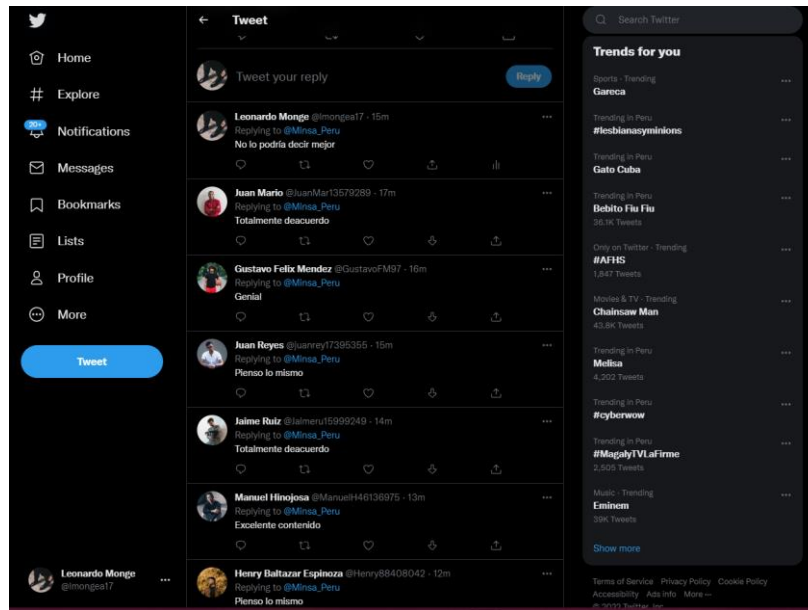 Home
Explore
20+
Notifications
Messages
Bookmarks
Lists
Profile
More
Tweet
Leonardo Monge
@lmongea17
Tweet
Tweet your reply
Reply
Leonardo Monge @lmongea17 · 15m
Replying to @Minsa_Peru
No lo podría decir mejor
Juan Mario @JuanMar13579289 · 17m
Replying to @Minsa_Peru
Totalmente deacuerdo
Gustavo Felix Mendez @GustavoFM97 · 16m
Replying to @Minsa_Peru
Genial
Juan Reyes @juanrey17395355 · 15m
Replying to @Minsa_Peru
Pienso lo mismo
Jaime Ruiz @Jaimeru15999249 · 14m
Replying to @Minsa_Peru
Totalmente deacuerdo
Manuel Hinojosa @ManuelH46136975 · 13m
Replying to @Minsa_Peru
Excelente contenido
Henry Baltazar Espinoza @Henry88408042 · 12m
Replying to @Minsa_Peru
Pienso lo mismo
Search Twitter
Trends for you
Sports · Trending
Gareca
Trending in Peru
#lesbianasyminions
Trending in Peru
Gato Cuba
Trending in Peru
Bebito Fiu Fiu
36.1K Tweets
Only on Twitter · Trending
#AFHS
1,847 Tweets
Movies & TV · Trending
Chainsaw Man
43.8K Tweets
Trending in Peru
Melisa
4,202 Tweets
Trending in Peru
#cyberwow
Trending in Peru
#MagalyTVLaFirme
2,505 Tweets
Music · Trending
Eminem
39K Tweets
Show more
Terms of Service Privacy Policy Cookie Policy
Accessibility Ads info More ···
© 2022 Twitter, Inc.